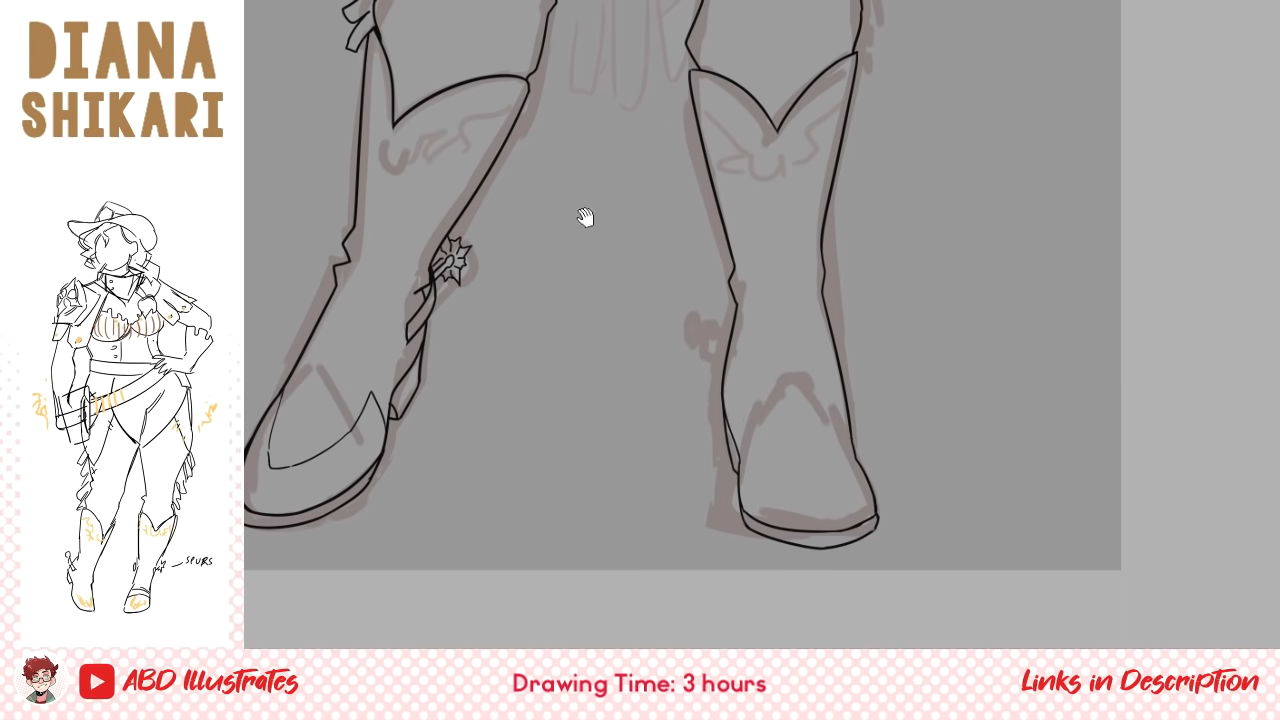 DIANA
SHIKARI
SPURS
ABD Illustrates
Drawing Time: 3 hours
Links in Description